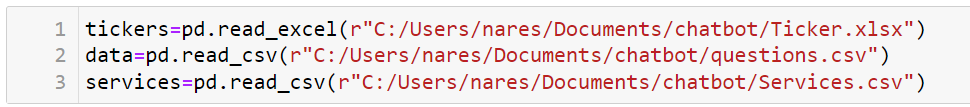 1 tickers=pd.read_excel(r"C:/Users/nares/Documents/chatbot/Ticker.xlsx")
2 data=pd.read_csv(r"C:/Users/nares/Documents/chatbot/questions.csv")
3 services=pd.read_csv(r"C:/Users/nares/Documents/chatbot/Services.csv")